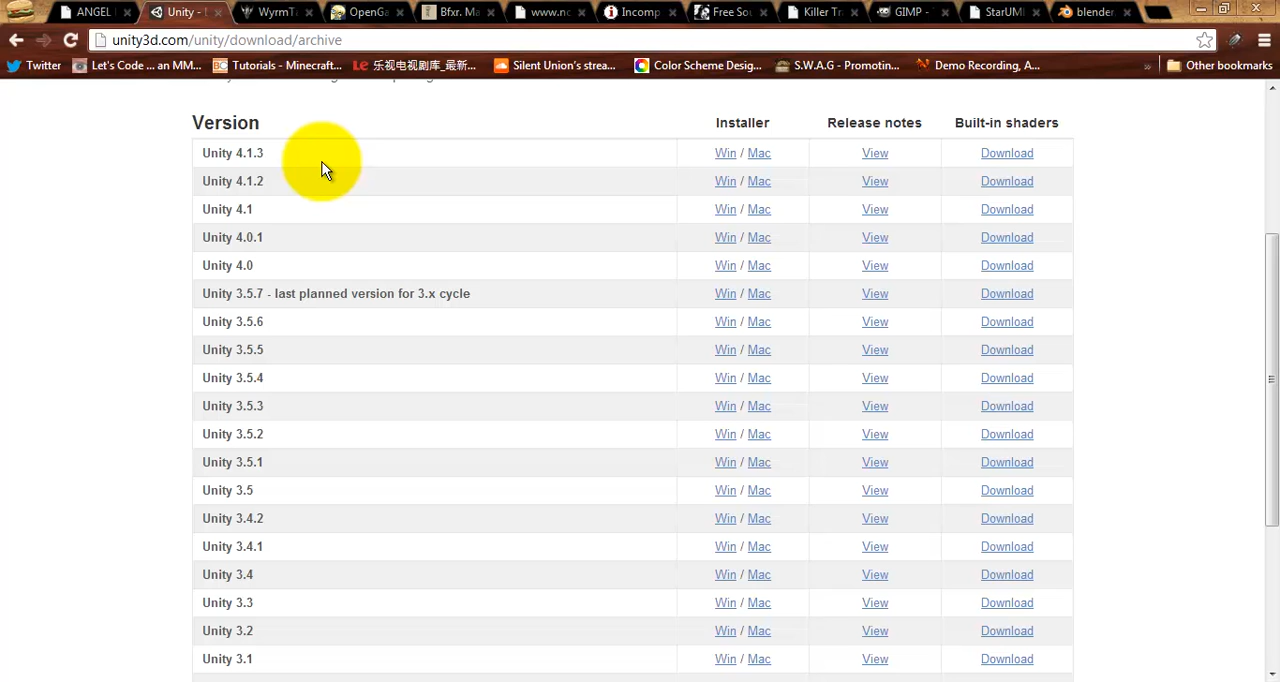 ANGEL
Unity -
WyrmT
OpenGa
Bfxr. M
www.nc
Incomp
Free Sou
Killer Tr
GIMP -
StarUMI
blender.
unity3d.com/unity/download/archive
Twitter
Let's Code ... an MM...
Tutorials - Minecraft...
乐视电视剧库_最新...
Silent Union's strea...
Color Scheme Desig...
S.W.A.G - Promotin...
Demo Recording, A...
»
Other bookmarks
Version Installer Release notes Built-in shaders
Unity 4.1.3 Win / Mac View Download
Unity 4.1.2 Win / Mac View Download
Unity 4.1 Win / Mac View Download
Unity 4.0.1 Win / Mac View Download
Unity 4.0 Win / Mac View Download
Unity 3.5.7 - last planned version for 3.x cycle Win / Mac View Download
Unity 3.5.6 Win / Mac View Download
Unity 3.5.5 Win / Mac View Download
Unity 3.5.4 Win / Mac View Download
Unity 3.5.3 Win / Mac View Download
Unity 3.5.2 Win / Mac View Download
Unity 3.5.1 Win / Mac View Download
Unity 3.5 Win / Mac View Download
Unity 3.4.2 Win / Mac View Download
Unity 3.4.1 Win / Mac View Download
Unity 3.4 Win / Mac View Download
Unity 3.3 Win / Mac View Download
Unity 3.2 Win / Mac View Download
Unity 3.1 Win / Mac View Download